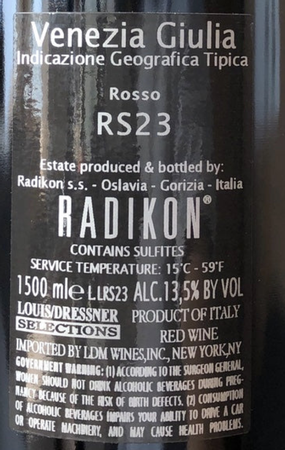 Venezia Giulia
Indicazione Geografica Tipica
Rosso
RS23
Estate produced & bottled by:
Radikon s.s. - Oslavia - Gorizia - Italia
RADIKON®
CONTAINS SULFITES
SERVICE TEMPERATURE: 15°C - 59°F
1500 ml e L.LRS23 ALC.13,5% BY VOL
LOUIS/DRESSNER PRODUCT OF ITALY
SELECTIONS RED WINE
IMPORTED BY LDM WINES,INC., NEW YORK,NY
GOVERNMENT WARNING: (1) ACCORDING TO THE SURGEON GENERAL,
WOMEN SHOULD NOT DRINK ALCOHOLIC BEVERAGES DURING PREG-
NANCY BECAUSE OF THE RISK OF BIRTH DEFECTS. (2) CONSUMPTION
OF ALCOHOLIC BEVERAGES IMPAIRS YOUR ABILITY TO DRIVE A CAR
OR OPERATE MACHINERY, AND MAY CAUSE HEALTH PROBLEMS.